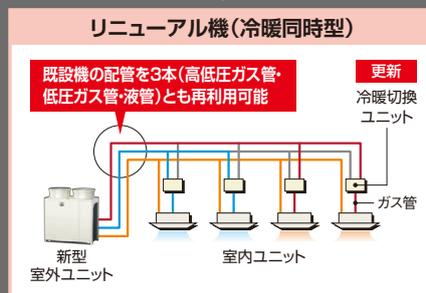 リニューアル機（冷暖同時型）
既設機の配管を3本（高低圧ガス管・
低圧ガス管・液管）とも再利用可能
更新
冷暖切換
ユニット
ガス管
新型
室外ユニット
室内ユニット